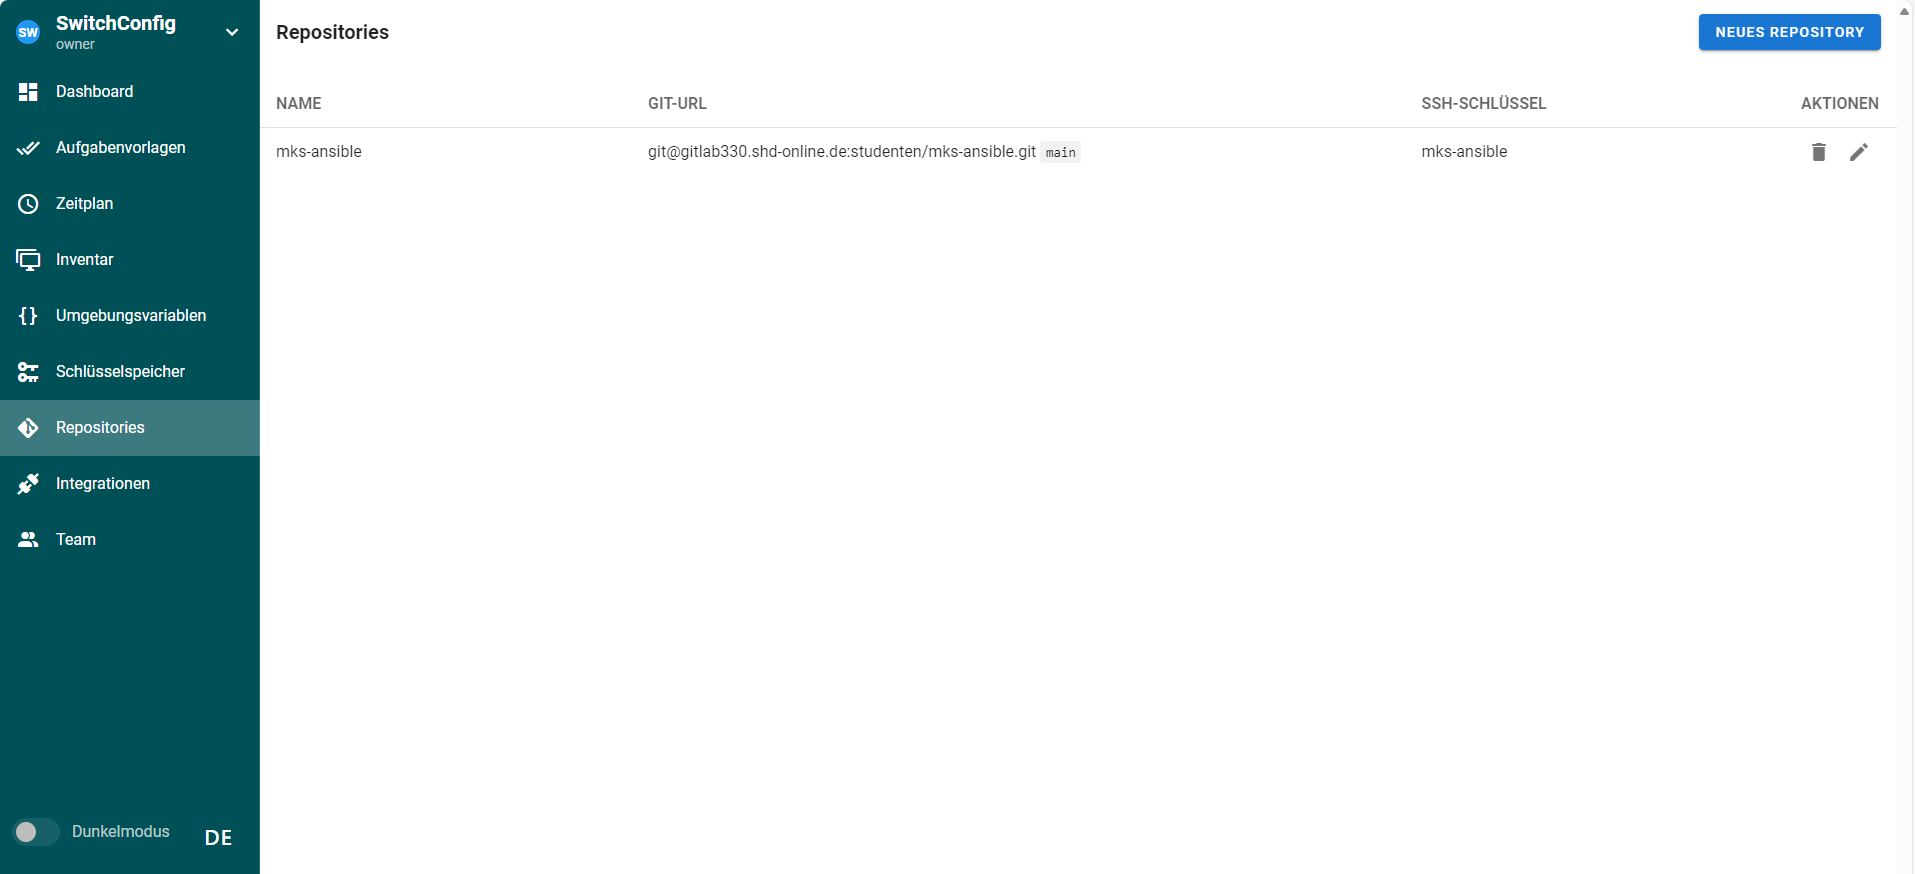 SW
SwitchConfig
owner
Dashboard
Aufgabenvorlagen
Zeitplan
Inventar
Umgebungsvariablen
Schlüsselspeicher
Repositories
Integrationen
Team
Dunkelmodus
DE
Repositories
NEUES REPOSITORY
NAME GIT-URL SSH-SCHLÜSSEL AKTIONEN
mks-ansible git@gitlab330.shd-online.de:studenten/mks-ansible.git main mks-ansible